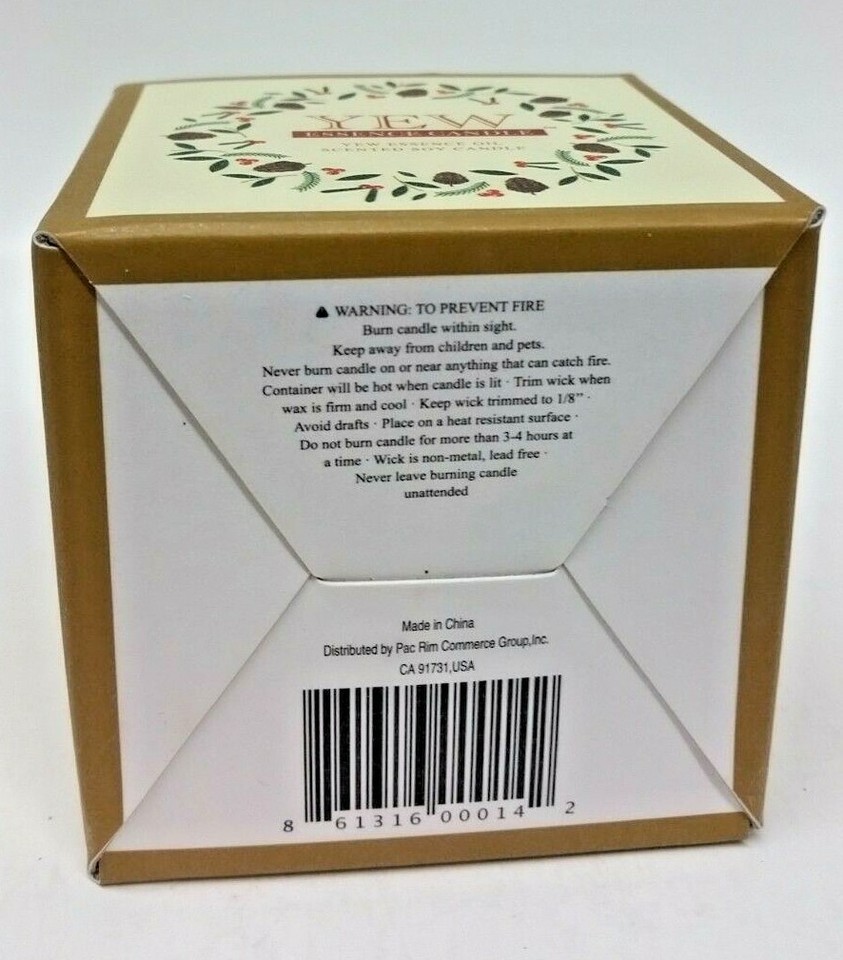 YEW
ESSENCE CANDLE
YEW ESSENCE OIL
SCENTED SOY CANDLE
WARNING: TO PREVENT FIRE
Burn candle within sight.
Keep away from children and pets.
Never burn candle on or near anything that can catch fire.
Container will be hot when candle is lit · Trim wick when
wax is firm and cool · Keep wick trimmed to 1/8” ·
Avoid drafts · Place on a heat resistant surface ·
Do not burn candle for more than 3-4 hours at
a time · Wick is non-metal, lead free ·
Never leave burning candle
unattended
Made in China
Distributed by Pac Rim Commerce Group,Inc.
CA 91731,USA
8 61316 00014 2